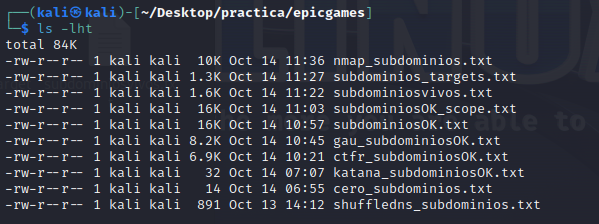 ┌──(kali㉿kali)-[~/Desktop/practica/epicgames]
└─$ ls -lht
total 84K
-rw-r--r-- 1 kali kali  10K Oct 14 11:36 nmap_subdominios.txt
-rw-r--r-- 1 kali kali 1.3K Oct 14 11:27 subdominios_targets.txt
-rw-r--r-- 1 kali kali 1.6K Oct 14 11:22 subdominiosvivos.txt
-rw-r--r-- 1 kali kali  16K Oct 14 11:03 subdominiosOK_scope.txt
-rw-r--r-- 1 kali kali  16K Oct 14 10:57 subdominiosOK.txt
-rw-r--r-- 1 kali kali 8.2K Oct 14 10:45 gau_subdominiosOK.txt
-rw-r--r-- 1 kali kali 6.9K Oct 14 10:21 ctfr_subdominiosOK.txt
-rw-r--r-- 1 kali kali   32 Oct 14 07:07 katana_subdominiosOK.txt
-rw-r--r-- 1 kali kali   14 Oct 14 06:55 cero_subdominios.txt
-rw-r--r-- 1 kali kali  891 Oct 13 14:12 shuffledns_subdominios.txt